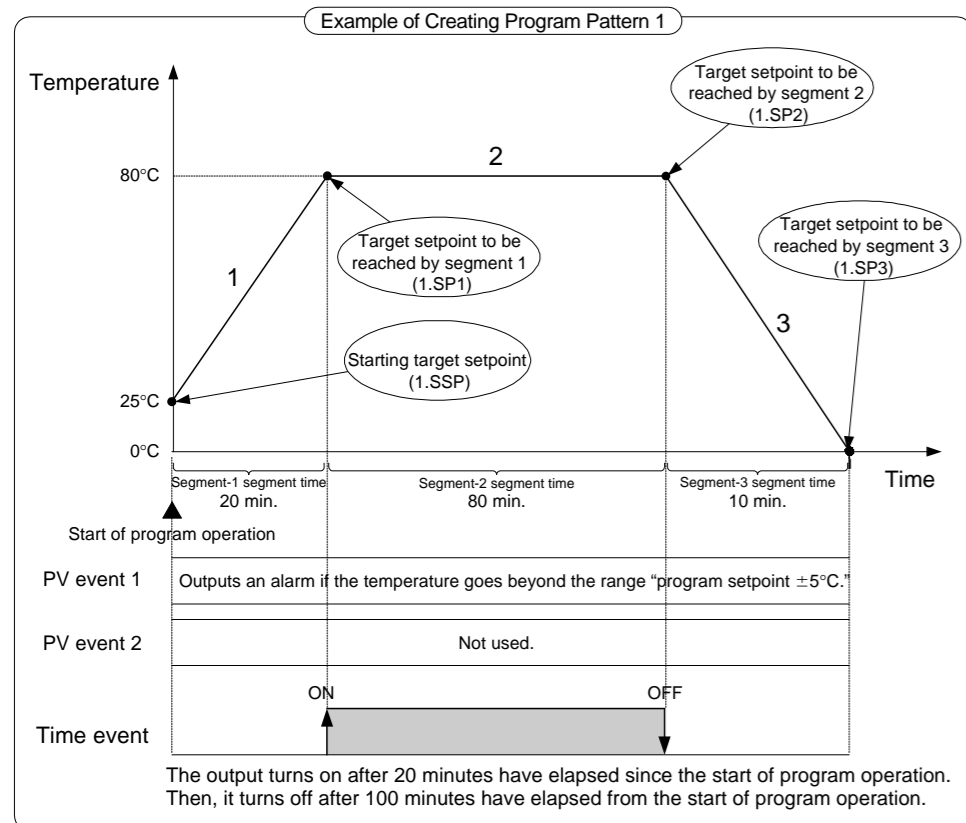 Example of Creating Program Pattern 1
Temperature
Target setpoint to be
reached by segment 2
(1.SP2)
2
80°C
Target setpoint to be
reached by segment 1
(1.SP1)
Target setpoint to be
reached by segment 3
(1.SP3)
1
3
Starting target setpoint
(1.SSP)
25°C
0°C
Time
Segment-1 segment time
20 min.
Segment-2 segment time
80 min.
Segment-3 segment time
10 min.
Start of program operation
PV event 1
Outputs an alarm if the temperature goes beyond the range “program setpoint ±5°C.”
PV event 2
Not used.
ON
OFF
Time event
The output turns on after 20 minutes have elapsed since the start of program operation.
Then, it turns off after 100 minutes have elapsed from the start of program operation.